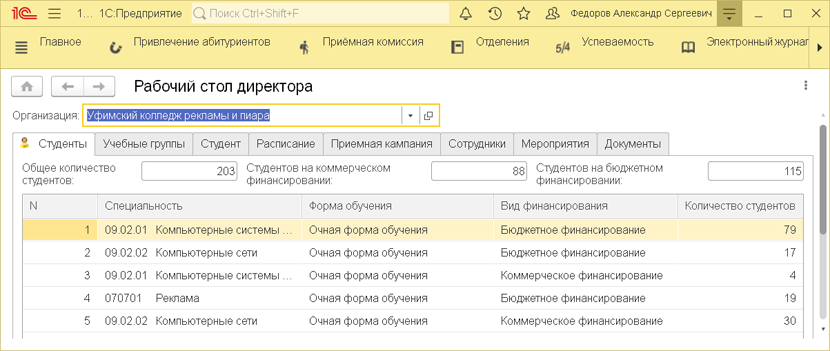 1С 1... 1С:Предприятие Поиск Ctrl+Shift+F Федоров Александр Сергеевич
Главное Привлечение абитуриентов Приёмная комиссия Отделения 5/4 Успеваемость Электронный журнал
Рабочий стол директора
Организация: Уфимский колледж рекламы и пиара
Студенты Учебные группы Студент Расписание Приемная кампания Сотрудники Мероприятия Документы
Общее количество студентов: 203 Студентов на коммерческом финансировании: 88 Студентов на бюджетном финансировании: 115
N Специальность Форма обучения Вид финансирования Количество студентов
1 09.02.01 Компьютерные системы ... Очная форма обучения Бюджетное финансирование 79
2 09.02.02 Компьютерные сети Очная форма обучения Бюджетное финансирование 17
3 09.02.01 Компьютерные системы ... Очная форма обучения Коммерческое финансирование 4
4 070701 Реклама Очная форма обучения Бюджетное финансирование 19
5 09.02.02 Компьютерные сети Очная форма обучения Коммерческое финансирование 30